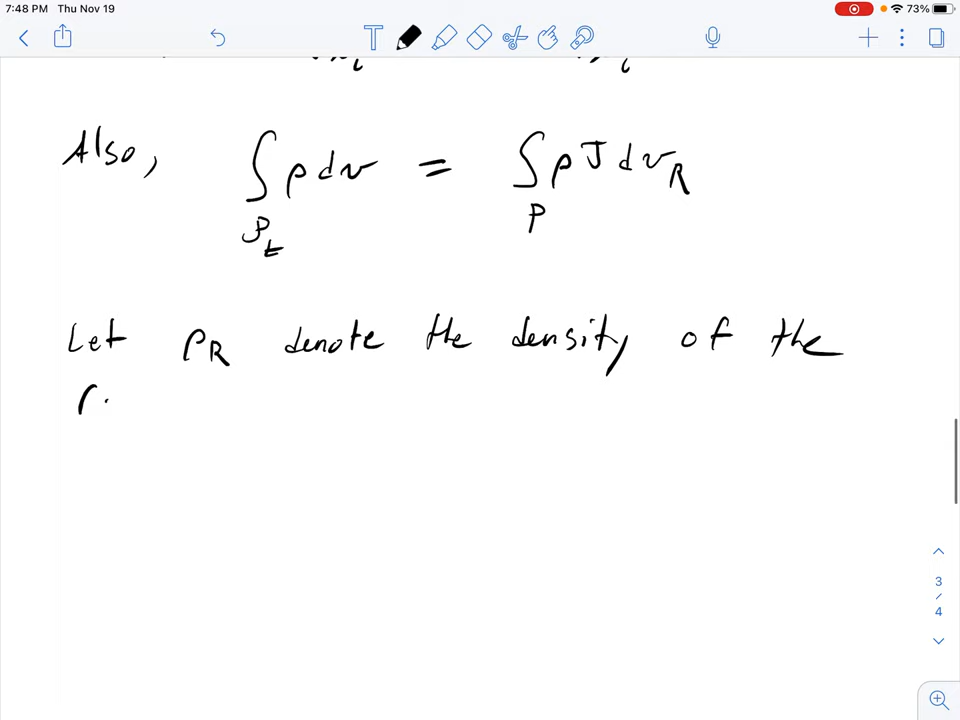 7:48 PM Thu Nov 19
73%
T
Also, ∫_{𝒫_t} ρ dv = ∫_P ρ J dv_R
Let ρ_R denote the density of the
3
/
4